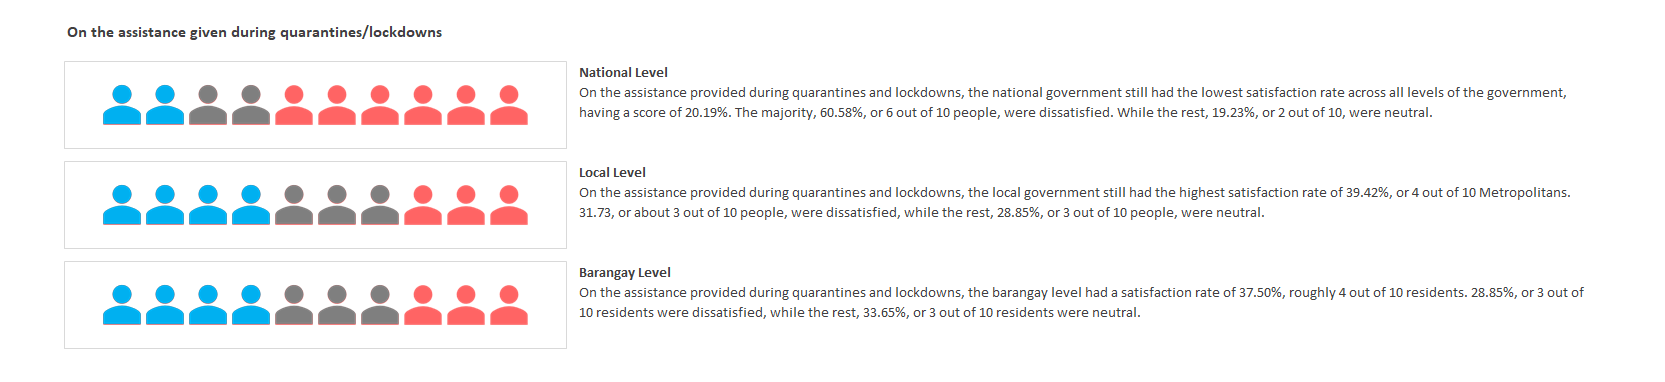 On the assistance given during quarantines/lockdowns
National Level
On the assistance provided during quarantines and lockdowns, the national government still had the lowest satisfaction rate across all levels of the government,
having a score of 20.19%. The majority, 60.58%, or 6 out of 10 people, were dissatisfied. While the rest, 19.23%, or 2 out of 10, were neutral.
Local Level
On the assistance provided during quarantines and lockdowns, the local government still had the highest satisfaction rate of 39.42%, or 4 out of 10 Metropolitans.
31.73, or about 3 out of 10 people, were dissatisfied, while the rest, 28.85%, or 3 out of 10 people, were neutral.
Barangay Level
On the assistance provided during quarantines and lockdowns, the barangay level had a satisfaction rate of 37.50%, roughly 4 out of 10 residents. 28.85%, or 3 out of
10 residents were dissatisfied, while the rest, 33.65%, or 3 out of 10 residents were neutral.